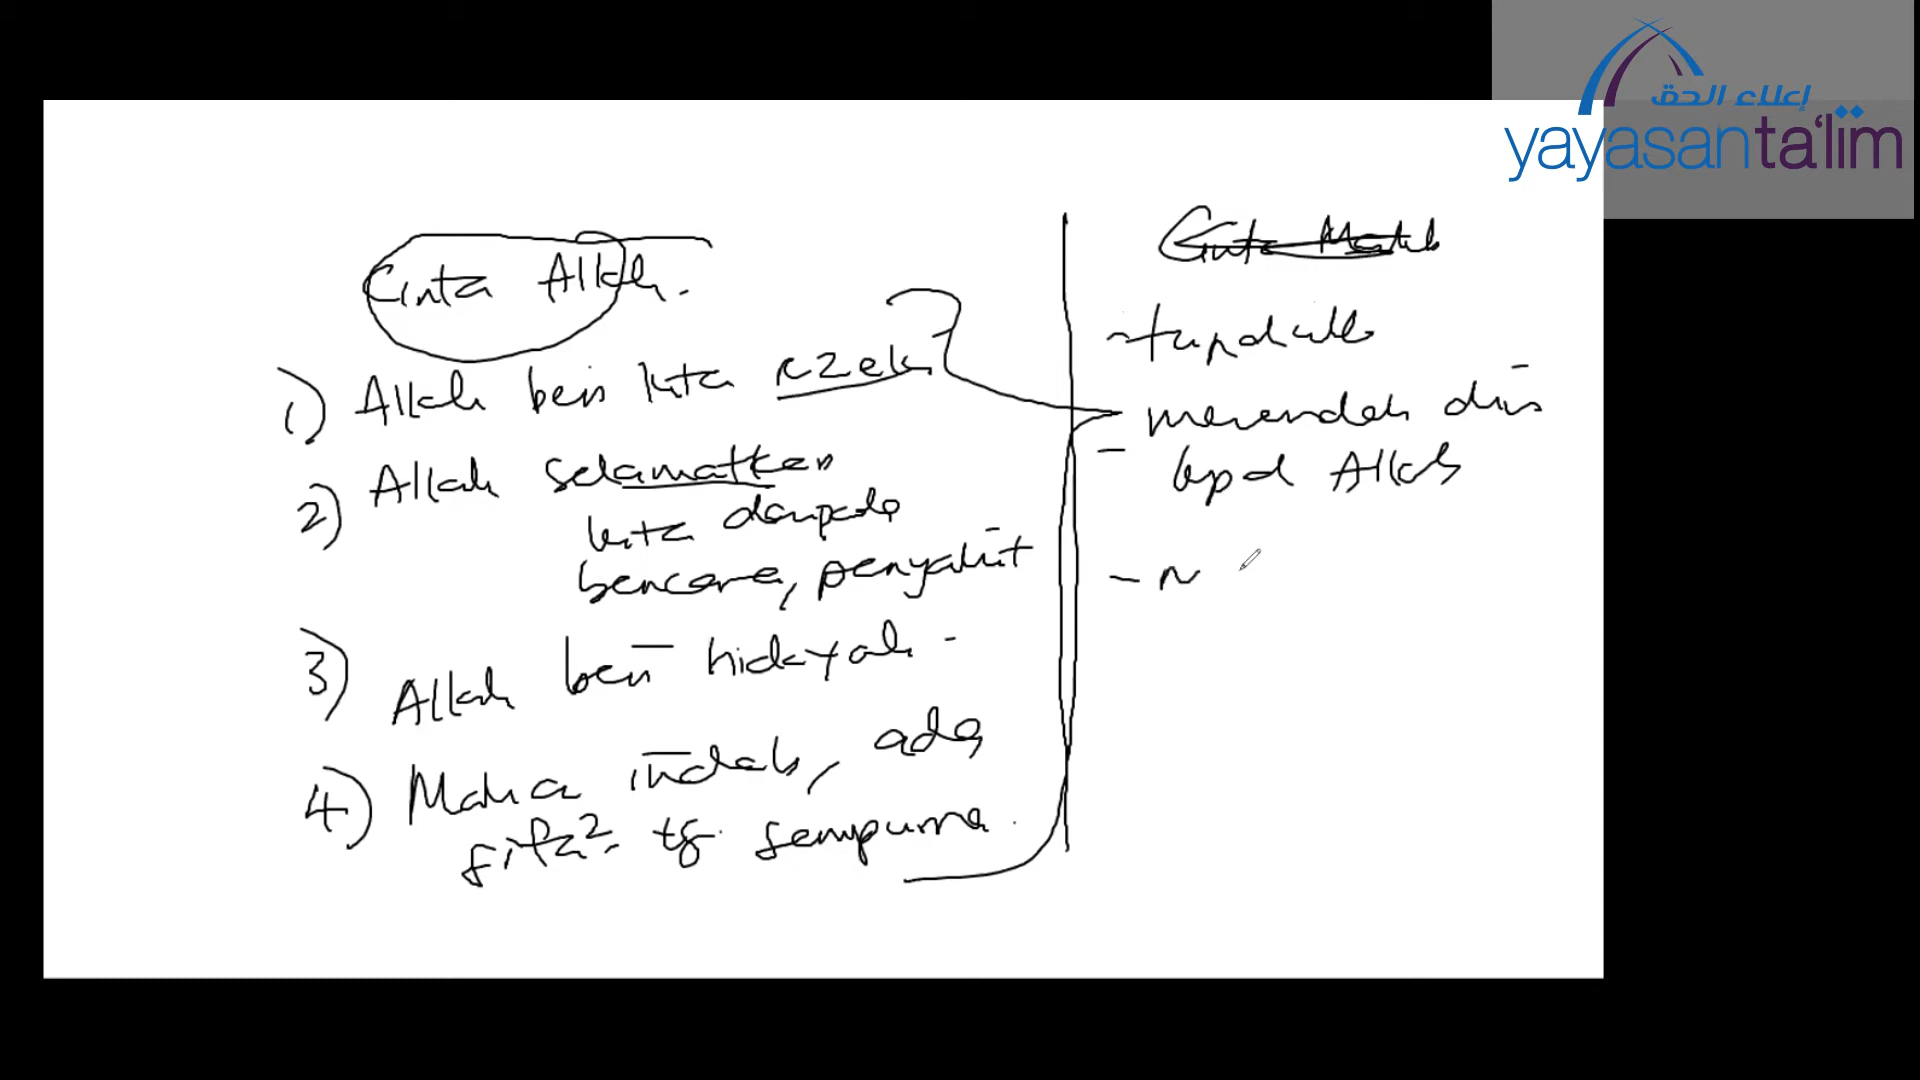 إعلاء الحق
yayasanta'lim
Cinta Allah.
1) Allah beri kita rzeki
2) Allah selamatkan
kita daripada
bencana, penyakit
3) Allah beri hidayah -
4) Maha indah, ada
sifat2 yg sempurna.
Cinta Makhluk
- tunduk
- merendah diri
kpd Allah
- n